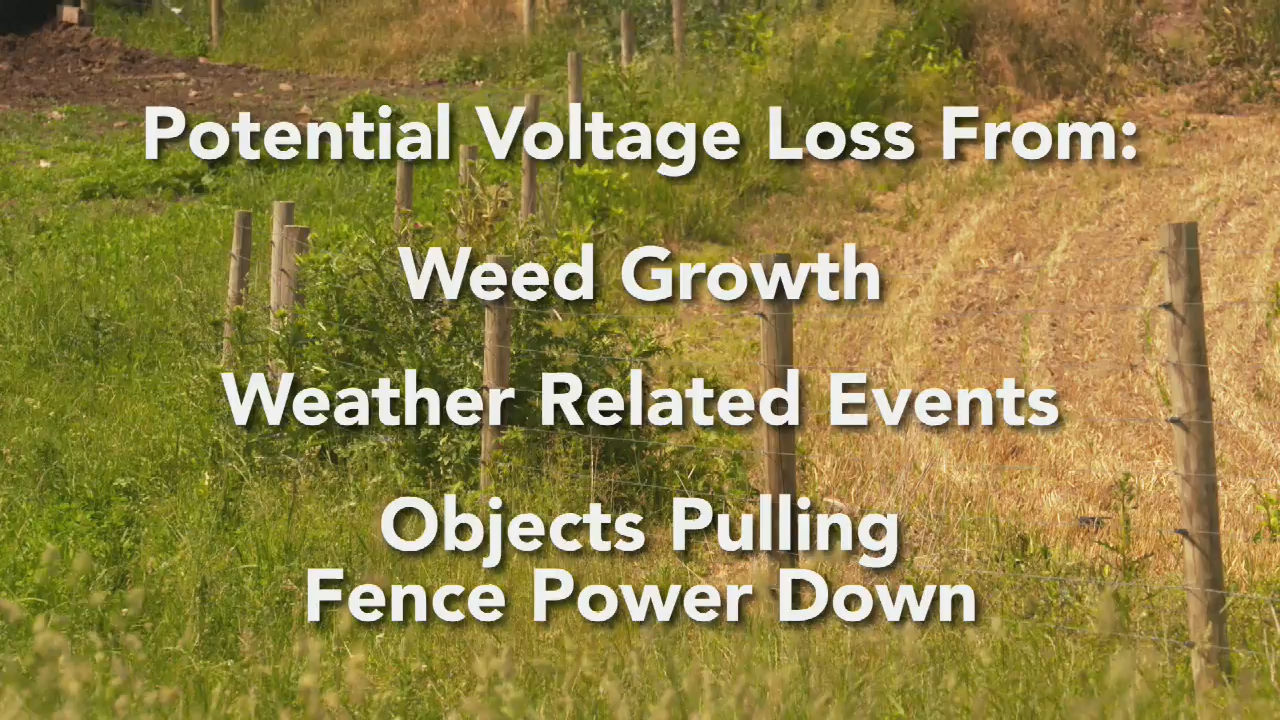 Potential Voltage Loss From:
Weed Growth
Weather Related Events
Objects Pulling
Fence Power Down